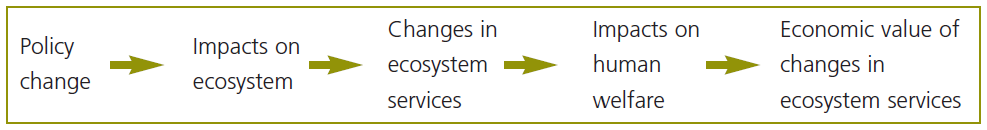 Policy
change
Impacts on
ecosystem
Changes in
ecosystem
services
Impacts on
human
welfare
Economic value of
changes in
ecosystem services